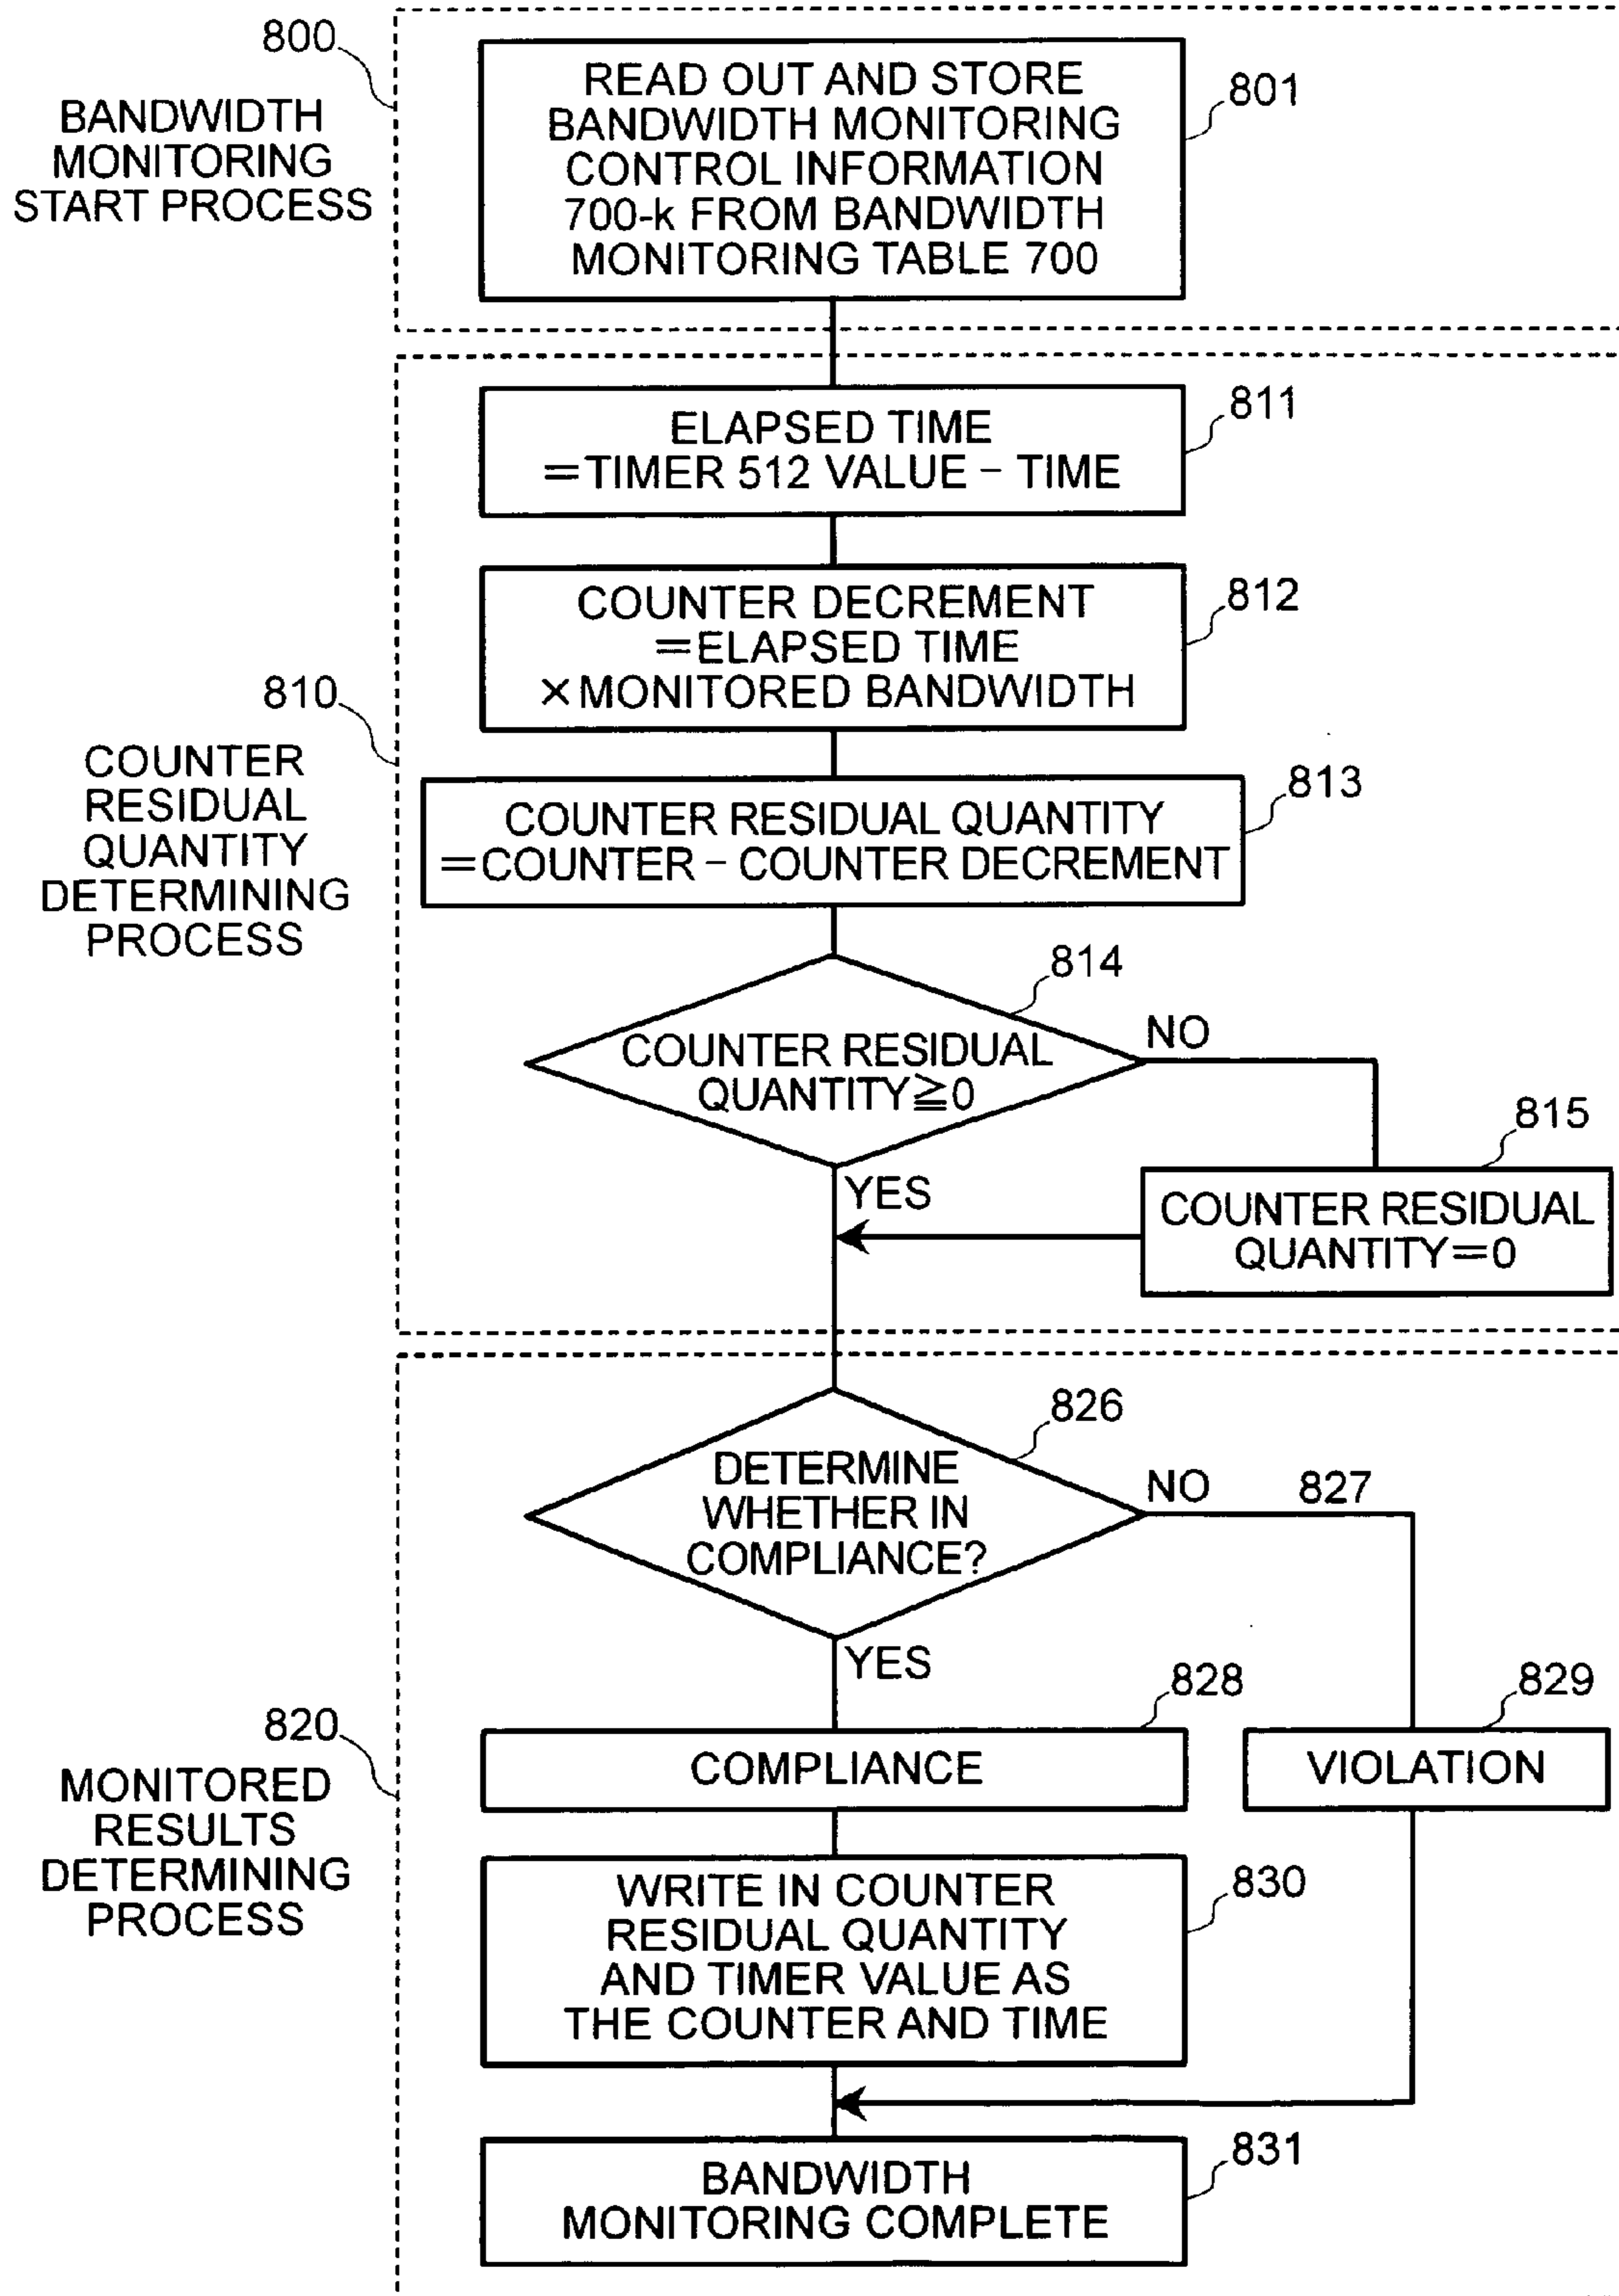 800
BANDWIDTH
MONITORING
START PROCESS
READ OUT AND STORE
BANDWIDTH MONITORING
CONTROL INFORMATION
700-k FROM BANDWIDTH
MONITORING TABLE 700
801
ELAPSED TIME
=TIMER 512 VALUE – TIME
811
COUNTER DECREMENT
=ELAPSED TIME
×MONITORED BANDWIDTH
812
810
COUNTER
RESIDUAL
QUANTITY
DETERMINING
PROCESS
COUNTER RESIDUAL QUANTITY
=COUNTER – COUNTER DECREMENT
813
814
COUNTER RESIDUAL
QUANTITY≧0
NO
YES
815
COUNTER RESIDUAL
QUANTITY=0
826
DETERMINE
WHETHER IN
COMPLIANCE?
NO
827
YES
828
COMPLIANCE
829
VIOLATION
820
MONITORED
RESULTS
DETERMINING
PROCESS
WRITE IN COUNTER
RESIDUAL QUANTITY
AND TIMER VALUE AS
THE COUNTER AND TIME
830
BANDWIDTH
MONITORING COMPLETE
831